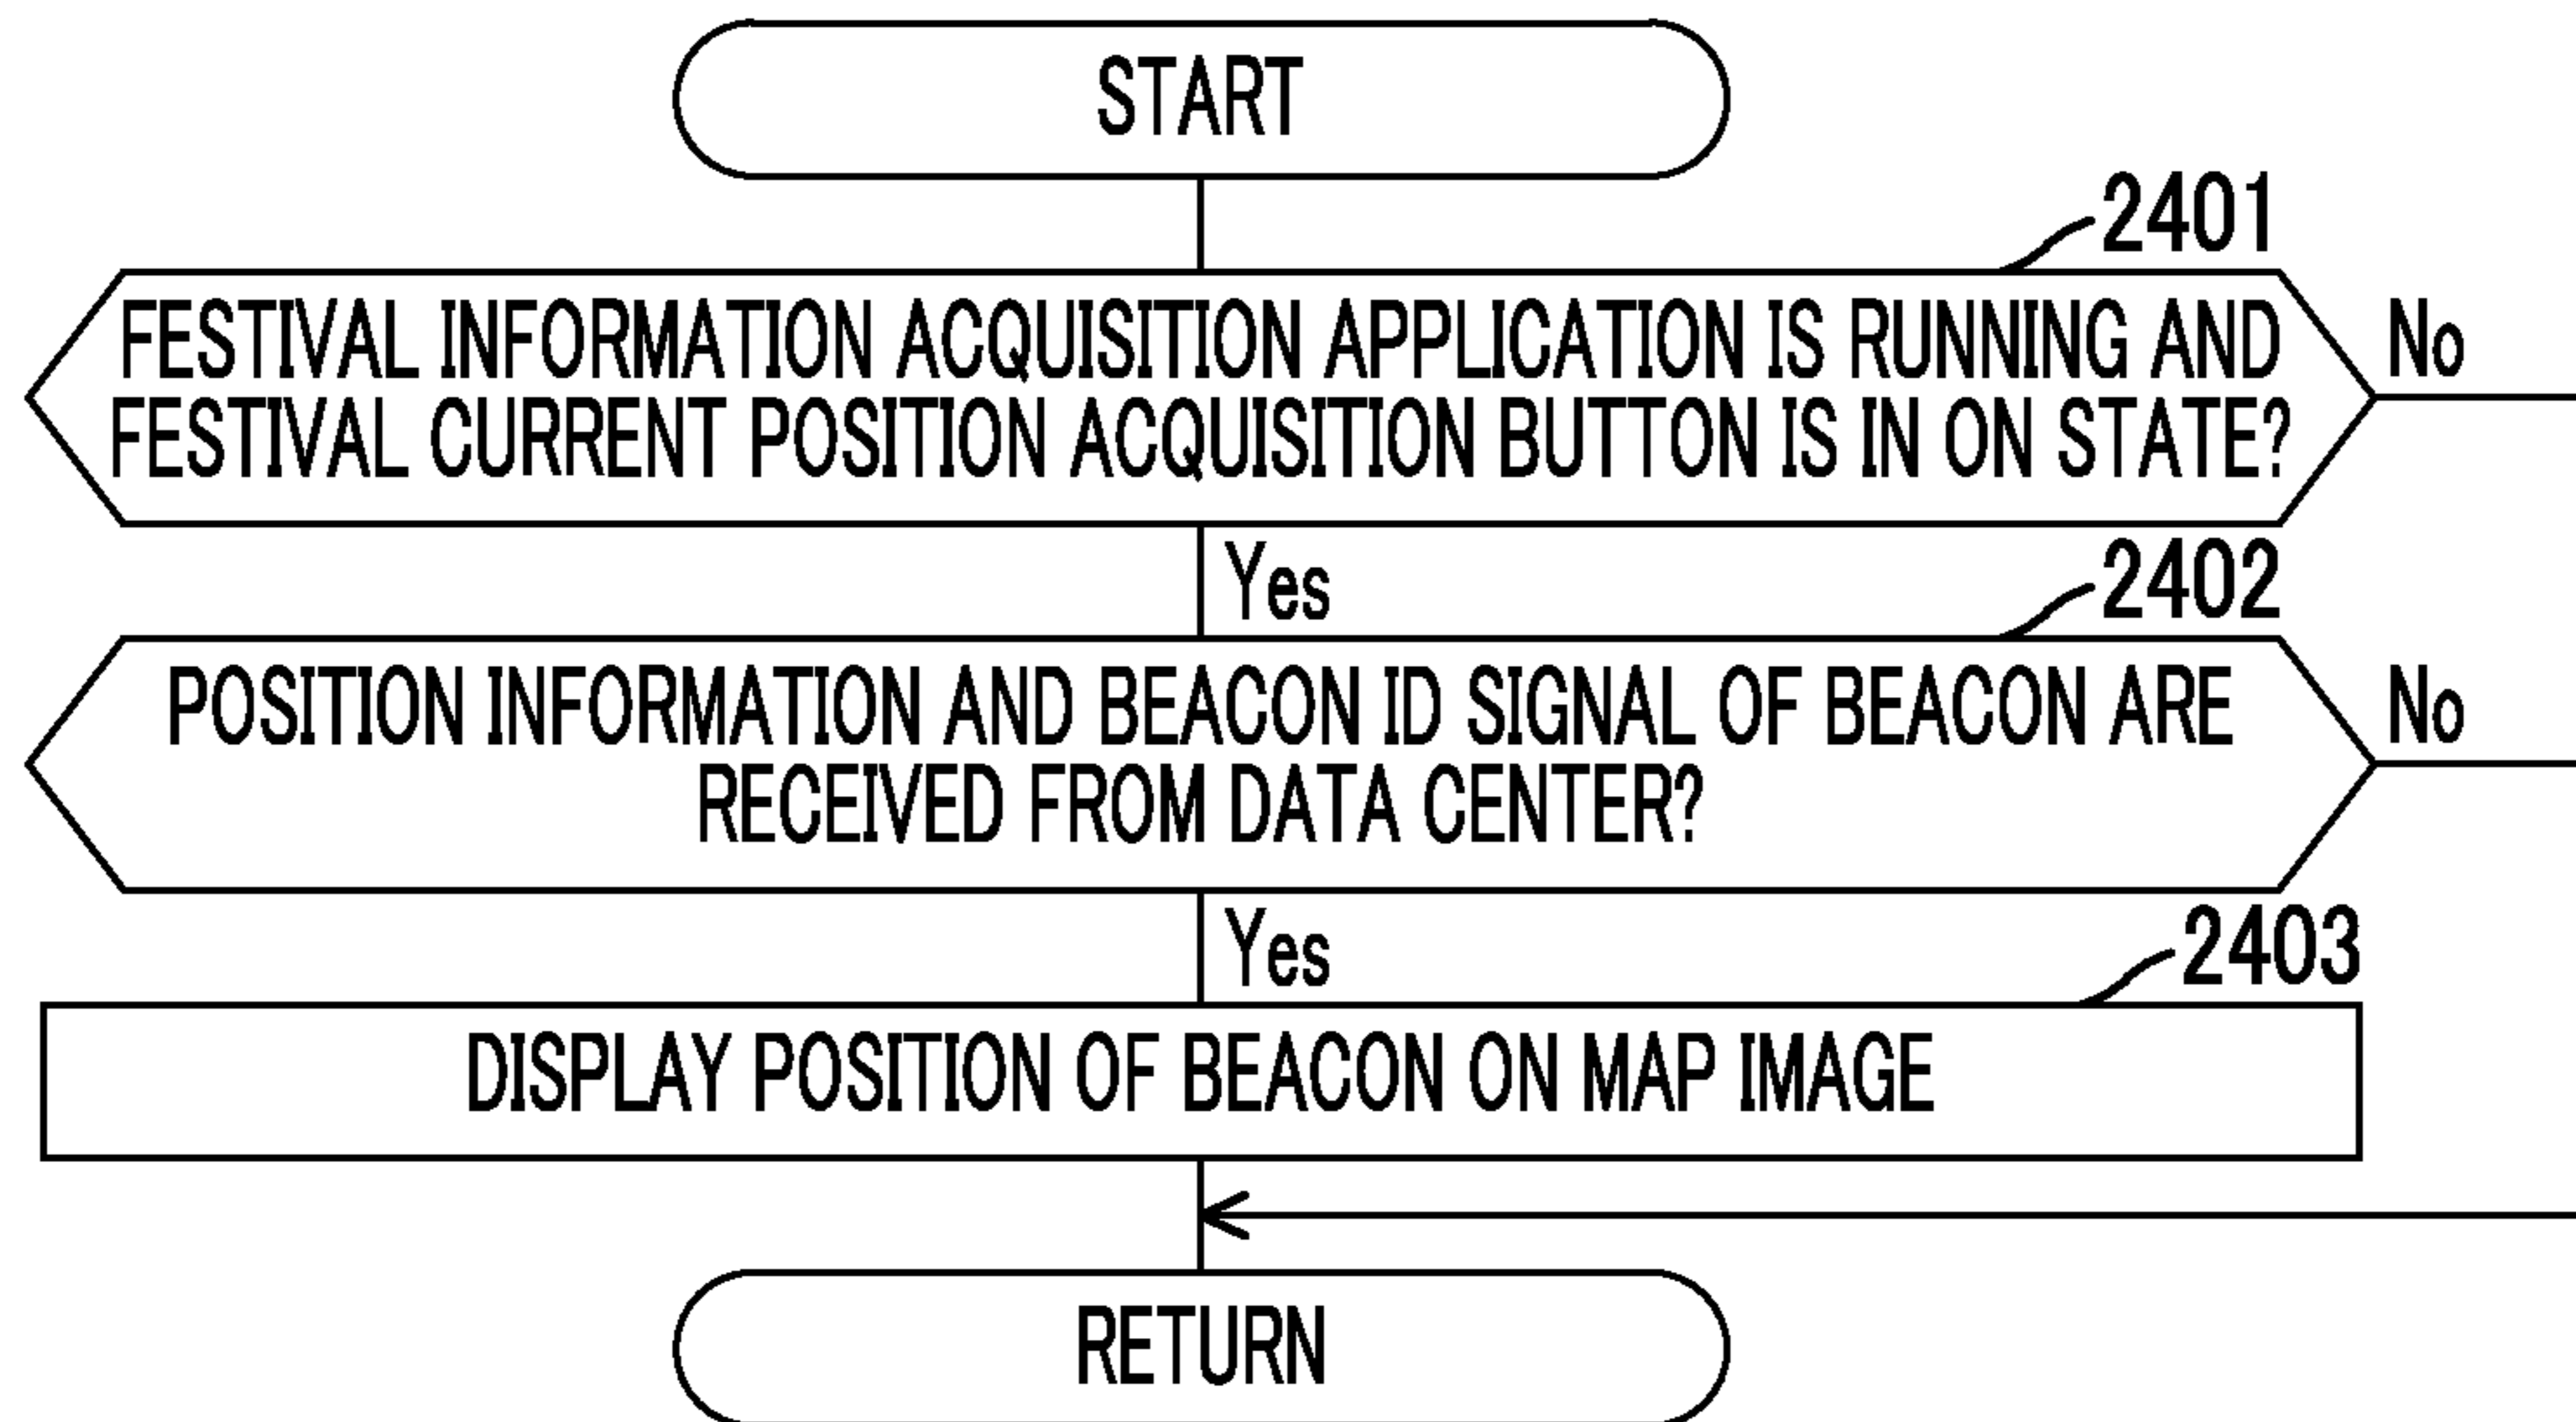 START
2401
FESTIVAL INFORMATION ACQUISITION APPLICATION IS RUNNING AND
FESTIVAL CURRENT POSITION ACQUISITION BUTTON IS IN ON STATE?
No
Yes
2402
POSITION INFORMATION AND BEACON ID SIGNAL OF BEACON ARE
RECEIVED FROM DATA CENTER?
No
Yes
2403
DISPLAY POSITION OF BEACON ON MAP IMAGE
RETURN